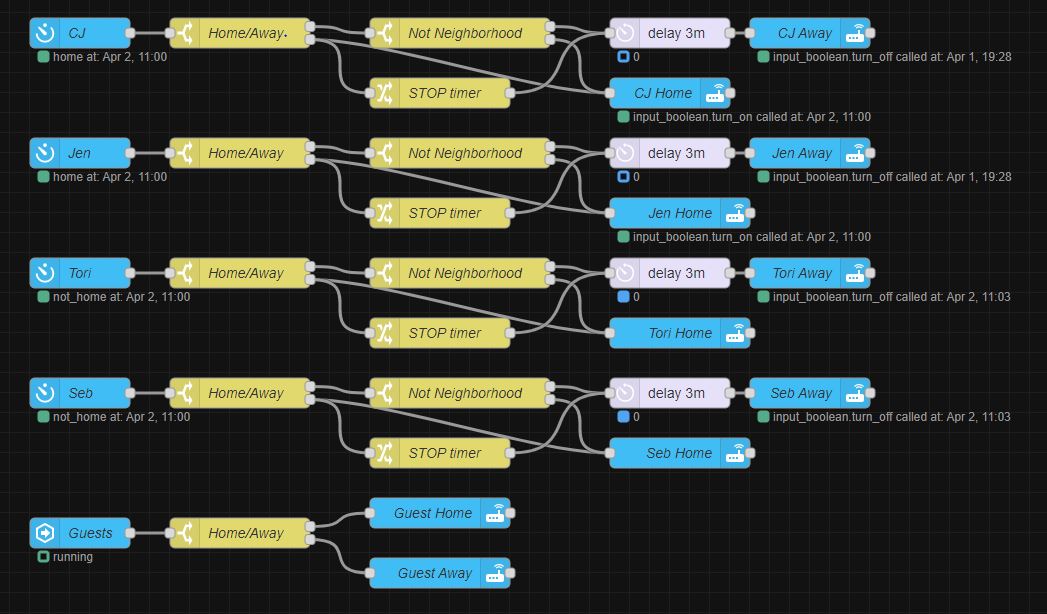 CJ Home/Away. Not Neighborhood delay 3m CJ Away
home at: Apr 2, 11:00 0 input_boolean.turn_off called at: Apr 1, 19:28
STOP timer CJ Home
input_boolean.turn_on called at: Apr 2, 11:00
Jen Home/Away Not Neighborhood delay 3m Jen Away
home at: Apr 2, 11:00 0 input_boolean.turn_off called at: Apr 1, 19:28
STOP timer Jen Home
input_boolean.turn_on called at: Apr 2, 11:00
Tori Home/Away Not Neighborhood delay 3m Tori Away
not_home at: Apr 2, 11:00 0 input_boolean.turn_off called at: Apr 2, 11:03
STOP timer Tori Home
Seb Home/Away Not Neighborhood delay 3m Seb Away
not_home at: Apr 2, 11:00 0 input_boolean.turn_off called at: Apr 2, 11:03
STOP timer Seb Home
Guest Home
Guests Home/Away
running
Guest Away